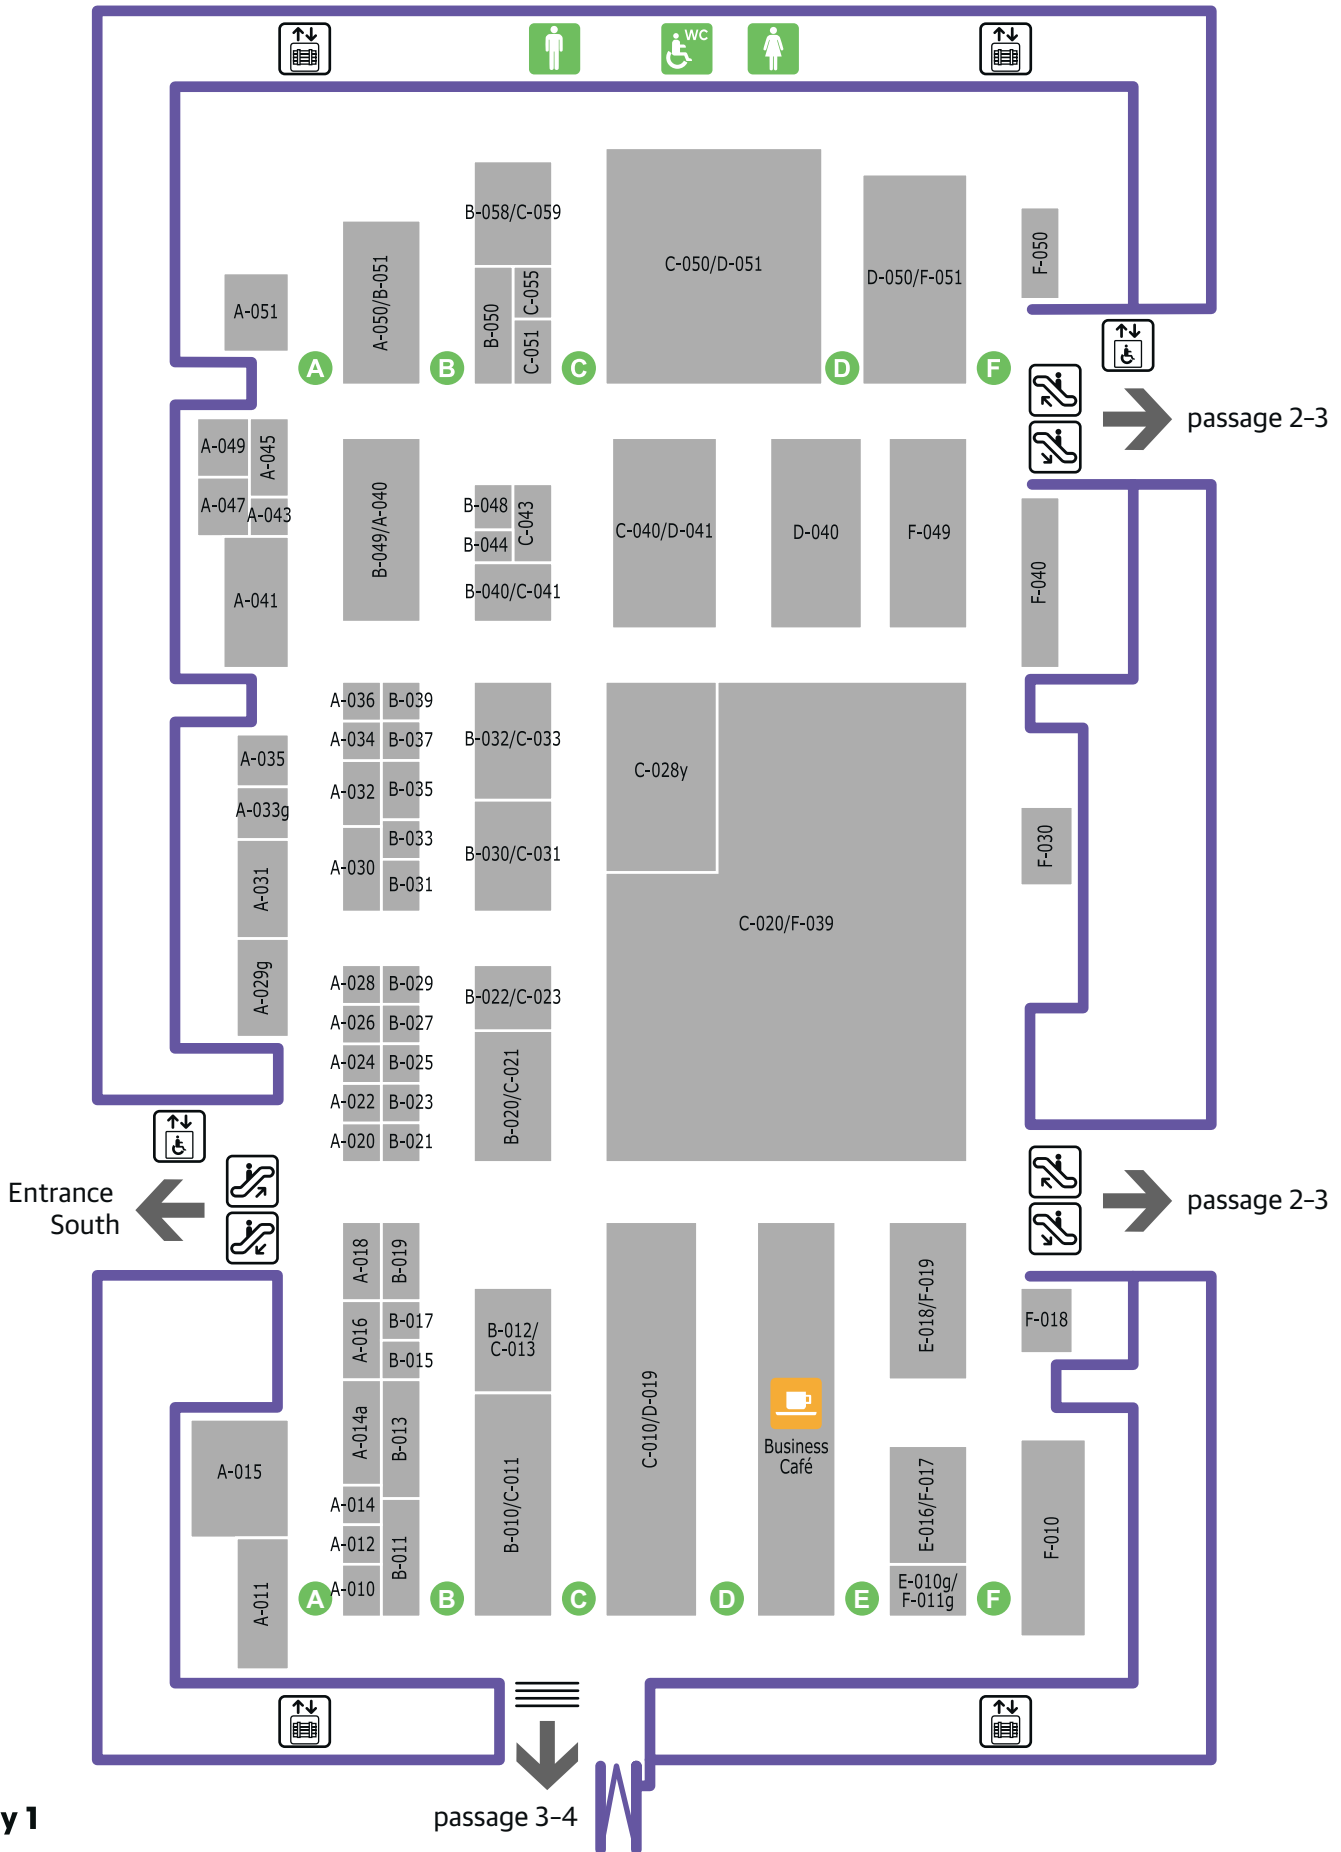 WC
B-058/C-059
C-050/D-051
D-050/F-051
F-050
A-051
A-050/B-051
B-050
C-055
C-051
A
B
C
D
F
passage 2-3
A-049
A-045
A-047
A-043
A-041
B-049/A-040
B-048
B-044
C-043
B-040/C-041
C-040/D-041
D-040
F-049
F-040
A-036
B-039
A-034
B-037
A-032
B-035
B-033
A-030
B-031
B-032/C-033
B-030/C-031
C-028y
C-020/F-039
F-030
A-035
A-033g
A-031
A-029g
A-028
B-029
A-026
B-027
A-024
B-025
A-022
B-023
A-020
B-021
B-022/C-023
B-020/C-021
Entrance
South
passage 2-3
A-018
B-019
A-016
B-017
B-015
A-014a
B-013
A-014
A-012
A-010
B-011
B-012/
C-013
B-010/C-011
C-010/D-019
Business
Café
E-018/F-019
E-016/F-017
E-010g/
F-011g
F-018
F-010
A-015
A-011
A
B
C
D
E
F
passage 3-4
y 1